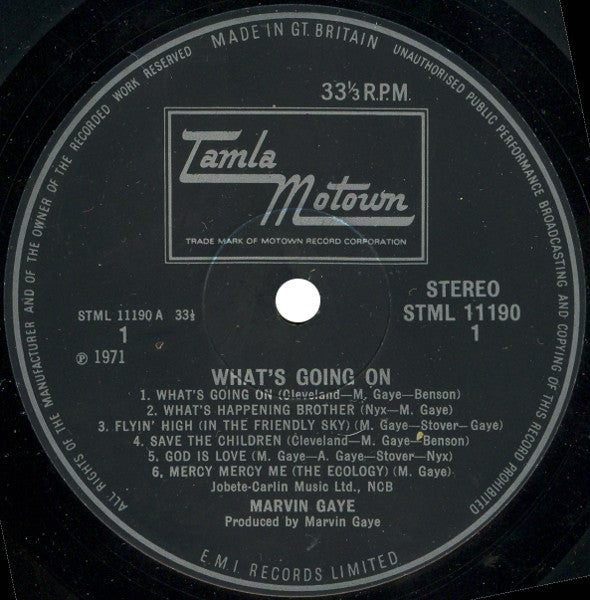 MADE IN GT. BRITAIN
UNAUTHORISED PUBLIC PERFORMANCE BROADCASTING AND COPYING OF THIS RECORD PROHIBITED
ALL RIGHTS OF THE MANUFACTURER AND OF THE OWNER OF THE RECORDED WORK RESERVED
33⅓ R.P.M.
Tamla
Motown
TRADE MARK OF MOTOWN RECORD CORPORATION
STML 11190 A 33⅓
1
℗ 1971
STEREO
STML 11190
1
WHAT'S GOING ON
1. WHAT'S GOING ON (Cleveland—M. Gaye—Benson)
2. WHAT'S HAPPENING BROTHER (Nyx—M. Gaye)
3. FLYIN' HIGH (IN THE FRIENDLY SKY) (M. Gaye—Stover—Gaye)
4. SAVE THE CHILDREN (Cleveland—M. Gaye—Benson)
5. GOD IS LOVE (M. Gaye—A. Gaye—Stover—Nyx)
6, MERCY MERCY ME (THE ECOLOGY) (M. Gaye)
Jobete-Carlin Music Ltd., NCB
MARVIN GAYE
Produced by Marvin Gaye
E.M.I. RECORDS LIMITED